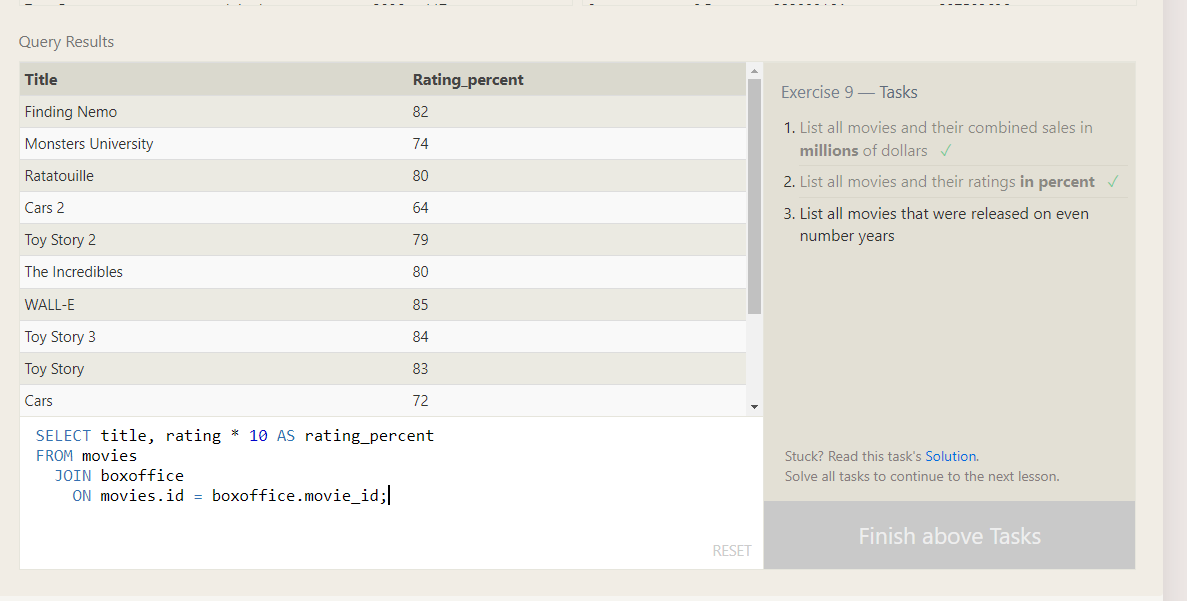 Query Results
Title Rating_percent
Finding Nemo 82
Monsters University 74
Ratatouille 80
Cars 2 64
Toy Story 2 79
The Incredibles 80
WALL-E 85
Toy Story 3 84
Toy Story 83
Cars 72
SELECT title, rating * 10 AS rating_percent
FROM movies
JOIN boxoffice
ON movies.id = boxoffice.movie_id;
RESET
Exercise 9 — Tasks
1. List all movies and their combined sales in
millions of dollars ✓
2. List all movies and their ratings in percent ✓
3. List all movies that were released on even
number years
Stuck? Read this task's Solution.
Solve all tasks to continue to the next lesson.
Finish above Tasks